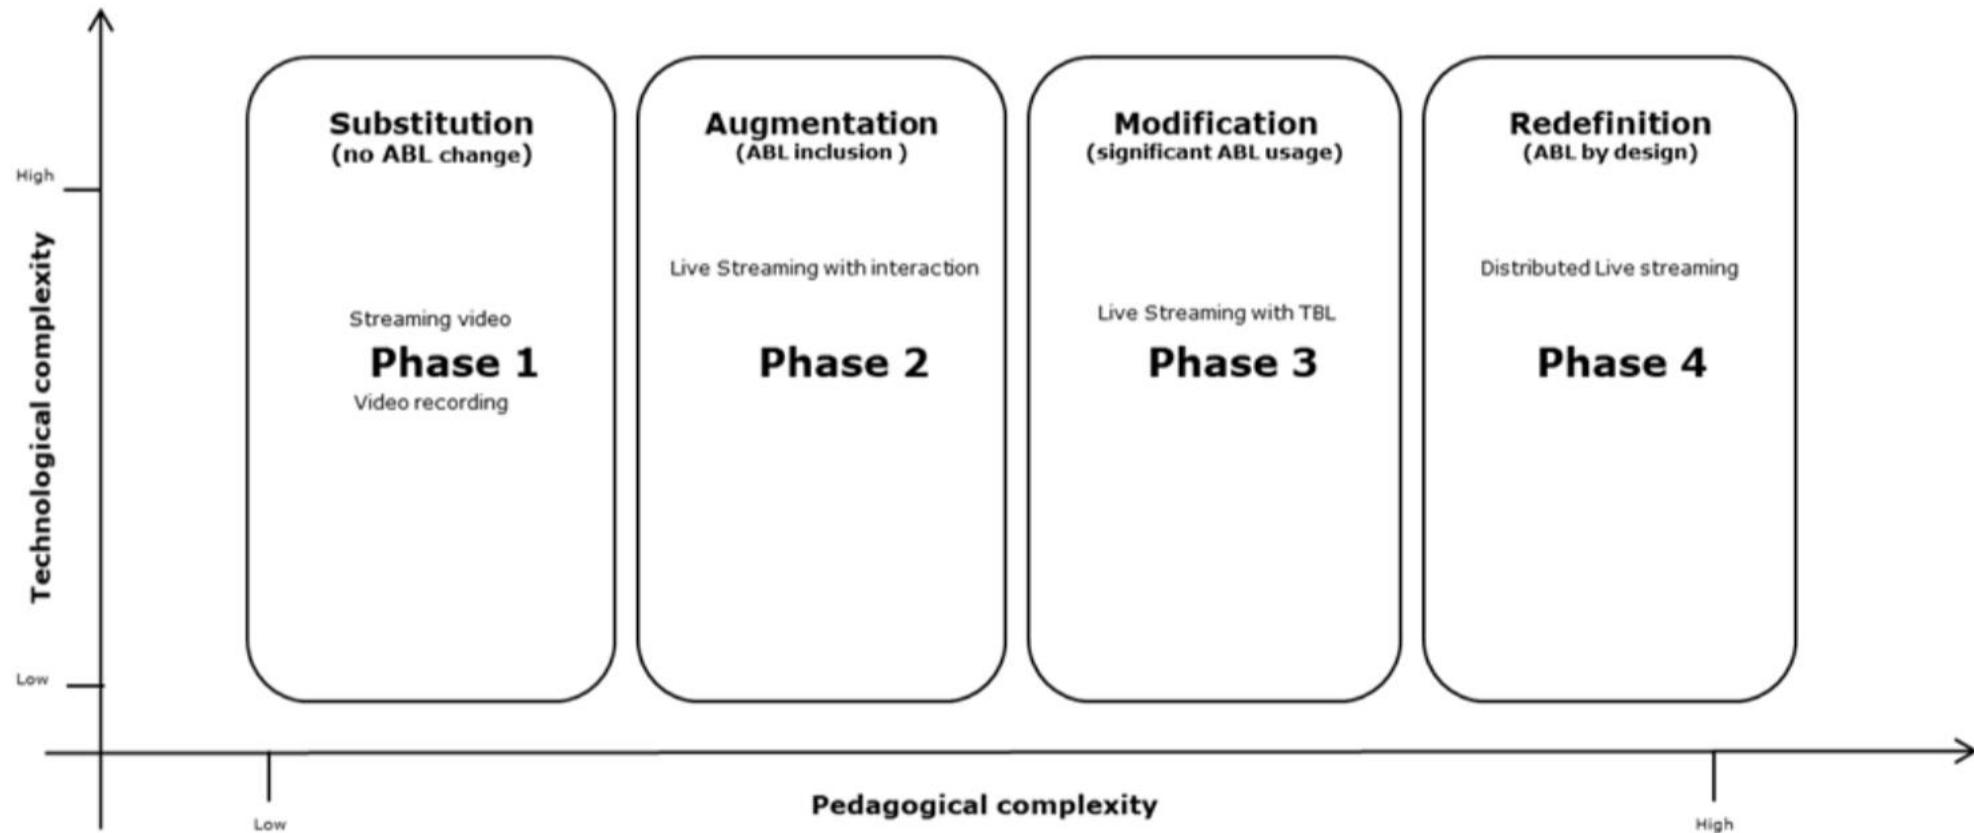 High
Low
Technological complexity
Substitution
(no ABL change)
Streaming video
Phase 1
Video recording
Augmentation
(ABL inclusion )
Live Streaming with interaction
Phase 2
Modification
(significant ABL usage)
Live Streaming with TBL
Phase 3
Redefinition
(ABL by design)
Distributed Live streaming
Phase 4
Low
Pedagogical complexity
High